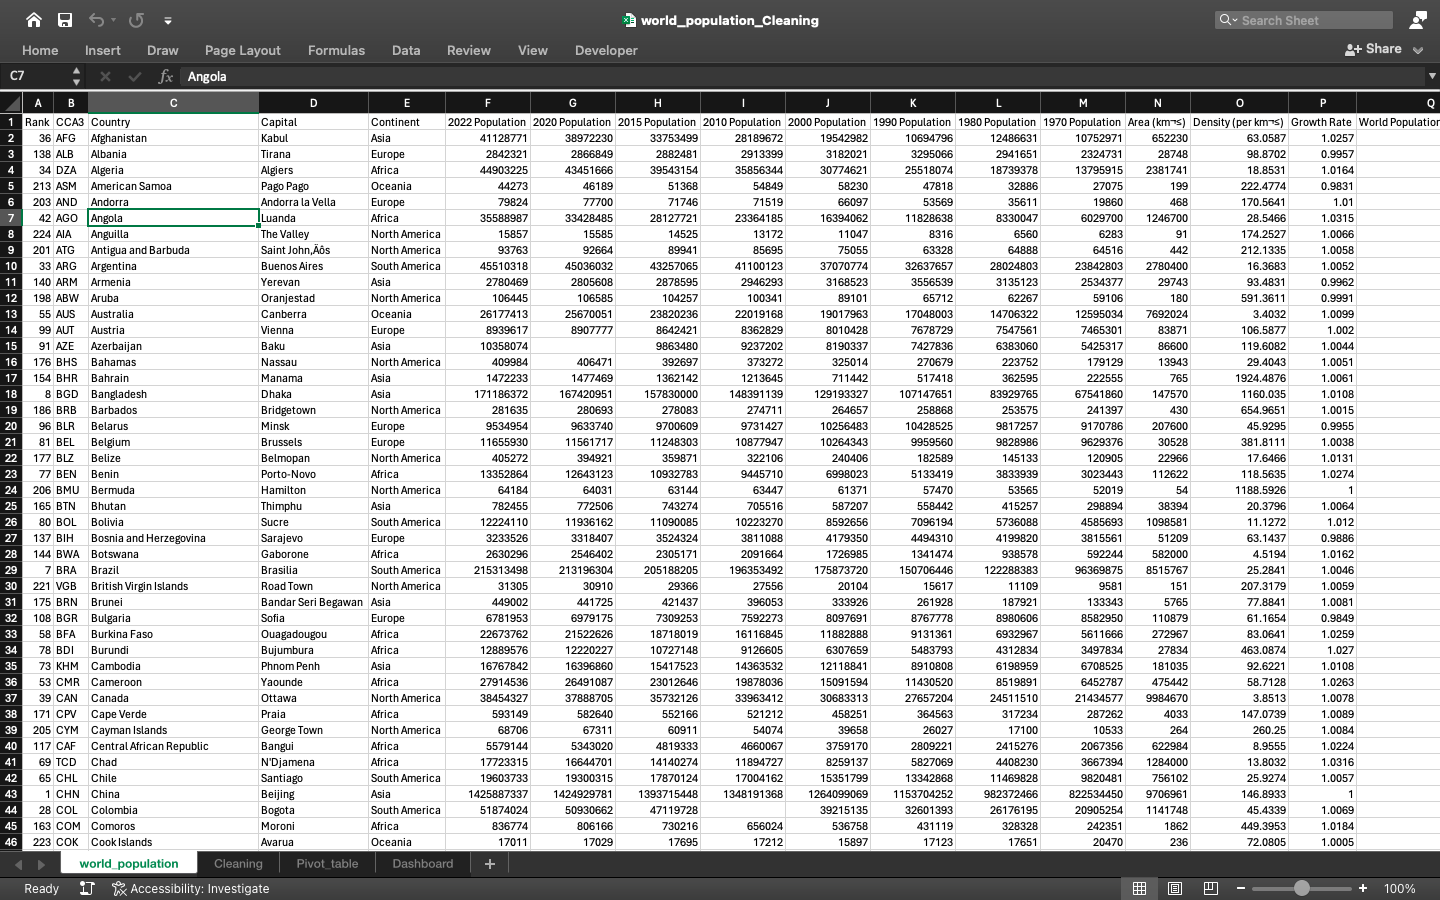 world_population_Cleaning
Search Sheet
Home Insert Draw Page Layout Formulas Data Review View Developer Share
C7 fx Angola
A B C D E F G H I J K L M N O P Q
1 Rank CCA3 Country Capital Continent 2022 Population 2020 Population 2015 Population 2010 Population 2000 Population 1990 Population 1980 Population 1970 Population Area (km¬≤) Density (per km¬≤) Growth Rate World Population
2 36 AFG Afghanistan Kabul Asia 41128771 38972230 33753499 28189672 19542982 10694796 12486631 10752971 652230 63.0587 1.0257
3 138 ALB Albania Tirana Europe 2842321 2866849 2882481 2913399 3182021 3295066 2941651 2324731 28748 98.8702 0.9957
4 34 DZA Algeria Algiers Africa 44903225 43451666 39543154 35856344 30774621 25518074 18739378 13795915 2381741 18.8531 1.0164
5 213 ASM American Samoa Pago Pago Oceania 44273 46189 51368 54849 58230 47818 32886 27075 199 222.4774 0.9831
6 203 AND Andorra Andorra la Vella Europe 79824 77700 71746 71519 66097 53569 35611 19860 468 170.5641 1.01
7 42 AGO Angola Luanda Africa 35588987 33428485 28127721 23364185 16394062 11828638 8330047 6029700 1246700 28.5466 1.0315
8 224 AIA Anguilla The Valley North America 15857 15585 14525 13172 11047 8316 6560 6283 91 174.2527 1.0066
9 201 ATG Antigua and Barbuda Saint John‚Äôs North America 93763 92664 89941 85695 75055 63328 64888 64516 442 212.1335 1.0058
10 33 ARG Argentina Buenos Aires South America 45510318 45036032 43257065 41100123 37070774 32637657 28024803 23842803 2780400 16.3683 1.0052
11 140 ARM Armenia Yerevan Asia 2780469 2805608 2878595 2946293 3168523 3556539 3135123 2534377 29743 93.4831 0.9962
12 198 ABW Aruba Oranjestad North America 106445 106585 104257 100341 89101 65712 62267 59106 180 591.3611 0.9991
13 55 AUS Australia Canberra Oceania 26177413 25670051 23820236 22019168 19017963 17048003 14706322 12595034 7692024 3.4032 1.0099
14 99 AUT Austria Vienna Europe 8939617 8907777 8642421 8362829 8010428 7678729 7547561 7465301 83871 106.5877 1.002
15 91 AZE Azerbaijan Baku Asia 10358074 9863480 9237202 8190337 7427836 6383060 5425317 86600 119.6082 1.0044
16 176 BHS Bahamas Nassau North America 409984 406471 392697 373272 325014 270679 223752 179129 13943 29.4043 1.0051
17 154 BHR Bahrain Manama Asia 1472233 1477469 1362142 1213645 711442 517418 362595 222555 765 1924.4876 1.0061
18 8 BGD Bangladesh Dhaka Asia 171186372 167420951 157830000 148391139 129193327 107147651 83929765 67541860 147570 1160.035 1.0108
19 186 BRB Barbados Bridgetown North America 281635 280693 278083 274711 264657 258868 253575 241397 430 654.9651 1.0015
20 96 BLR Belarus Minsk Europe 9534954 9633740 9700609 9731427 10256483 10428525 9817257 9170786 207600 45.9295 0.9955
21 81 BEL Belgium Brussels Europe 11655930 11561717 11248303 10877947 10264343 9959560 9828986 9629376 30528 381.8111 1.0038
22 177 BLZ Belize Belmopan North America 405272 394921 359871 322106 240406 182589 145133 120905 22966 17.6466 1.0131
23 77 BEN Benin Porto-Novo Africa 13352864 12643123 10932783 9445710 6998023 5133419 3833939 3023443 112622 118.5635 1.0274
24 206 BMU Bermuda Hamilton North America 64184 64031 63144 63447 61371 57470 53565 52019 54 1188.5926 1
25 165 BTN Bhutan Thimphu Asia 782455 772506 743274 705516 587207 558442 415257 298894 38394 20.3796 1.0064
26 80 BOL Bolivia Sucre South America 12224110 11936162 11090085 10223270 8592656 7096194 5736088 4585693 1098581 11.1272 1.012
27 137 BIH Bosnia and Herzegovina Sarajevo Europe 3233526 3318407 3524324 3811088 4179350 4494310 4199820 3815561 51209 63.1437 0.9886
28 144 BWA Botswana Gaborone Africa 2630296 2546402 2305171 2091664 1726985 1341474 938578 592244 582000 4.5194 1.0162
29 7 BRA Brazil Brasilia South America 215313498 213196304 205188205 196353492 175873720 150706446 122288383 96369875 8515767 25.2841 1.0046
30 221 VGB British Virgin Islands Road Town North America 31305 30910 29366 27556 20104 15617 11109 9581 151 207.3179 1.0059
31 175 BRN Brunei Bandar Seri Begawan Asia 449002 441725 421437 396053 333926 261928 187921 133343 5765 77.8841 1.0081
32 108 BGR Bulgaria Sofia Europe 6781953 6979175 7309253 7592273 8097691 8767778 8980606 8582950 110879 61.1654 0.9849
33 58 BFA Burkina Faso Ouagadougou Africa 22673762 21522626 18718019 16116845 11882888 9131361 6932967 5611666 272967 83.0641 1.0259
34 78 BDI Burundi Bujumbura Africa 12889576 12220227 10727148 9126605 6307659 5483793 4312834 3497834 27834 463.0874 1.027
35 73 KHM Cambodia Phnom Penh Asia 16767842 16396860 15417523 14363532 12118841 8910808 6198959 6708525 181035 92.6221 1.0108
36 53 CMR Cameroon Yaounde Africa 27914536 26491087 23012646 19878036 15091594 11430520 8519891 6452787 475442 58.7128 1.0263
37 39 CAN Canada Ottawa North America 38454327 37888705 35732126 33963412 30683313 27657204 24511510 21434577 9984670 3.8513 1.0078
38 171 CPV Cape Verde Praia Africa 593149 582640 552166 521212 458251 364563 317234 287262 4033 147.0739 1.0089
39 205 CYM Cayman Islands George Town North America 68706 67311 60911 54074 39658 26027 17100 10533 264 260.25 1.0084
40 117 CAF Central African Republic Bangui Africa 5579144 5343020 4819333 4660067 3759170 2809221 2415276 2067356 622984 8.9555 1.0224
41 69 TCD Chad N'Djamena Africa 17723315 16644701 14140274 11894727 8259137 5827069 4408230 3667394 1284000 13.8032 1.0316
42 65 CHL Chile Santiago South America 19603733 19300315 17870124 17004162 15351799 13342868 11469828 9820481 756102 25.9274 1.0057
43 1 CHN China Beijing Asia 1425887337 1424929781 1393715448 1348191368 1264099069 1153704252 982372466 822534450 9706961 146.8933 1
44 28 COL Colombia Bogota South America 51874024 50930662 47119728 39215135 32601393 26176195 20905254 1141748 45.4339 1.0069
45 163 COM Comoros Moroni Africa 836774 806166 730216 656024 536758 431119 328328 242351 1862 449.3953 1.0184
46 223 COK Cook Islands Avarua Oceania 17011 17029 17695 17212 15897 17123 17651 20470 236 72.0805 1.0005
world_population Cleaning Pivot_table Dashboard +
Ready Accessibility: Investigate 100%